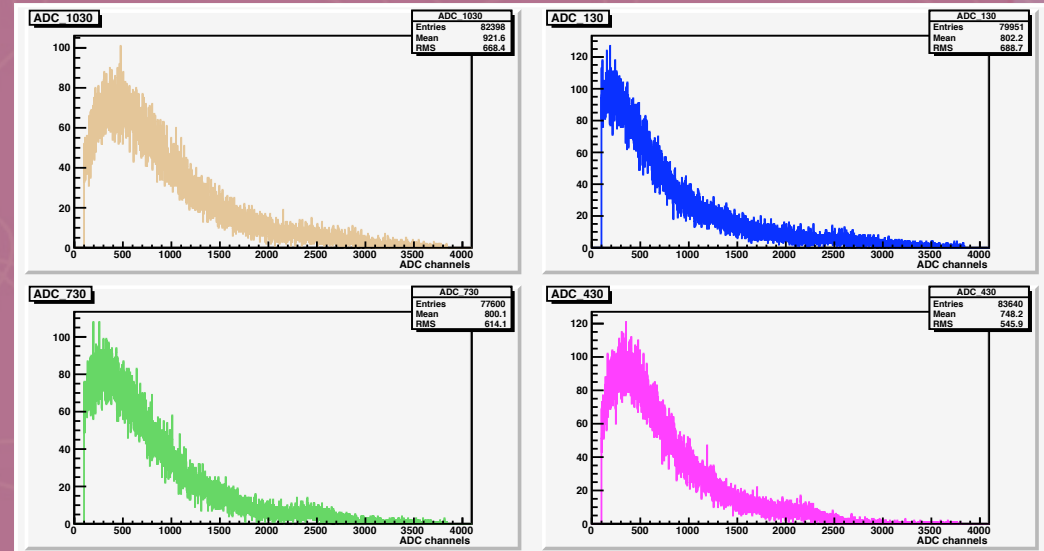 ADC_1030
ADC_1030
Entries 82398
Mean 921.6
RMS 668.4
100
80
60
40
20
0
0 500 1000 1500 2000 2500 3000 3500 4000
ADC channels
ADC_130
ADC_130
Entries 79951
Mean 802.2
RMS 688.7
120
100
80
60
40
20
0
0 500 1000 1500 2000 2500 3000 3500 4000
ADC channels
ADC_730
ADC_730
Entries 77600
Mean 800.1
RMS 614.1
100
80
60
40
20
0
0 500 1000 1500 2000 2500 3000 3500 4000
ADC channels
ADC_430
ADC_430
Entries 83640
Mean 748.2
RMS 545.9
120
100
80
60
40
20
0
0 500 1000 1500 2000 2500 3000 3500 4000
ADC channels